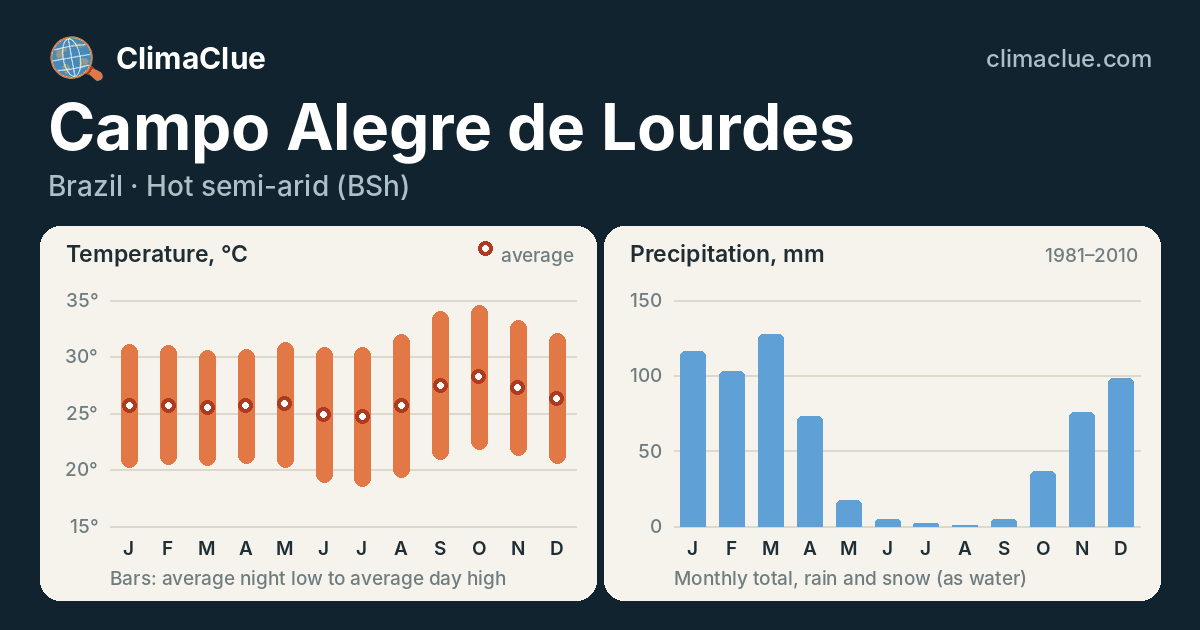 ClimaClue
climaclue.com
Campo Alegre de Lourdes
Brazil · Hot semi-arid (BSh)
Temperature, °C
average
35°
30°
25°
20°
15°
J F M A M J J A S O N D
Bars: average night low to average day high
Precipitation, mm
1981–2010
150
100
50
0
J F M A M J J A S O N D
Monthly total, rain and snow (as water)